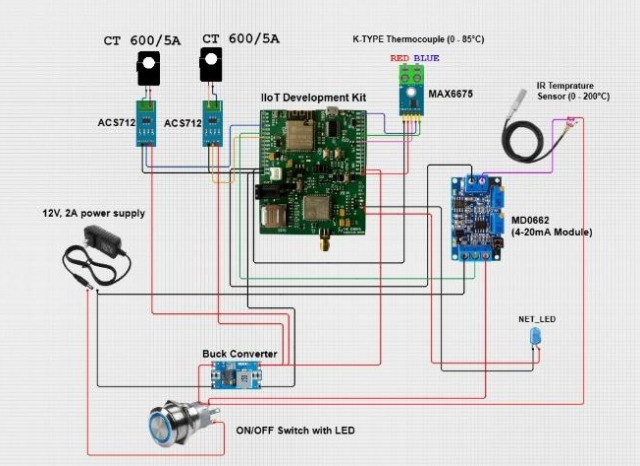 CT 600/5A
CT 600/5A
K-TYPE Thermocouple (0 - 85°C)
RED BLUE
IIoT Development Kit
MAX6675
IR Temprature
Sensor (0 - 200°C)
ACS712
ACS712
12V, 2A power supply
MD0662
(4-20mA Module)
NET_LED
Buck Converter
ON/OFF Switch with LED